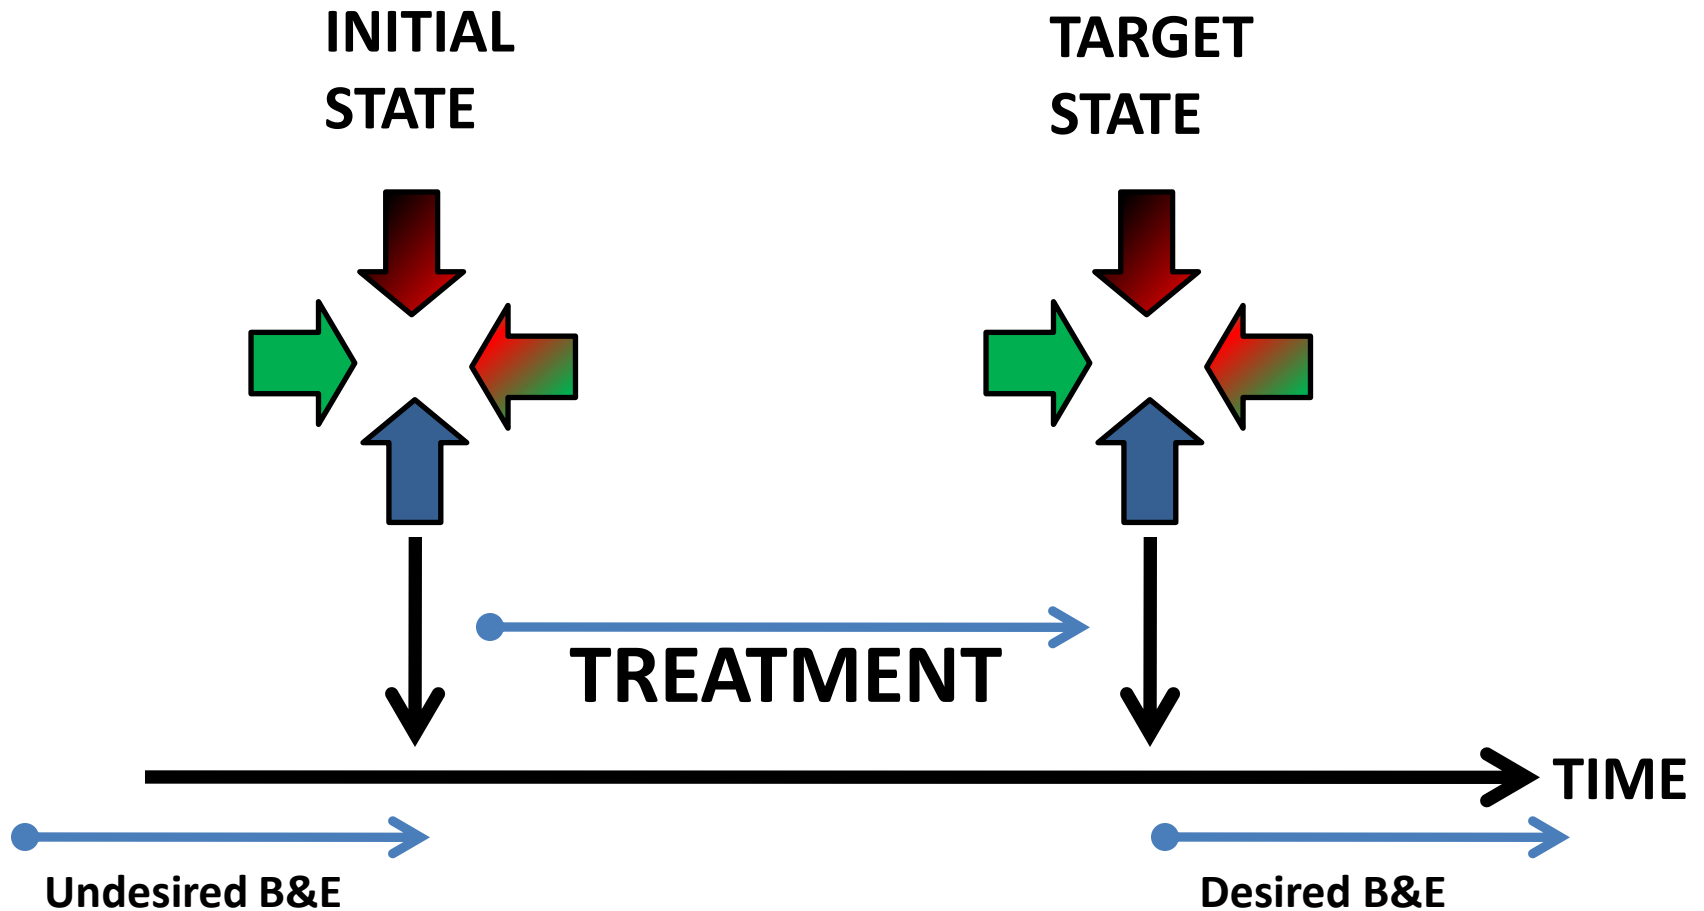 INITIAL
STATE
TARGET
STATE
TREATMENT
TIME
Undesired B&E
Desired B&E